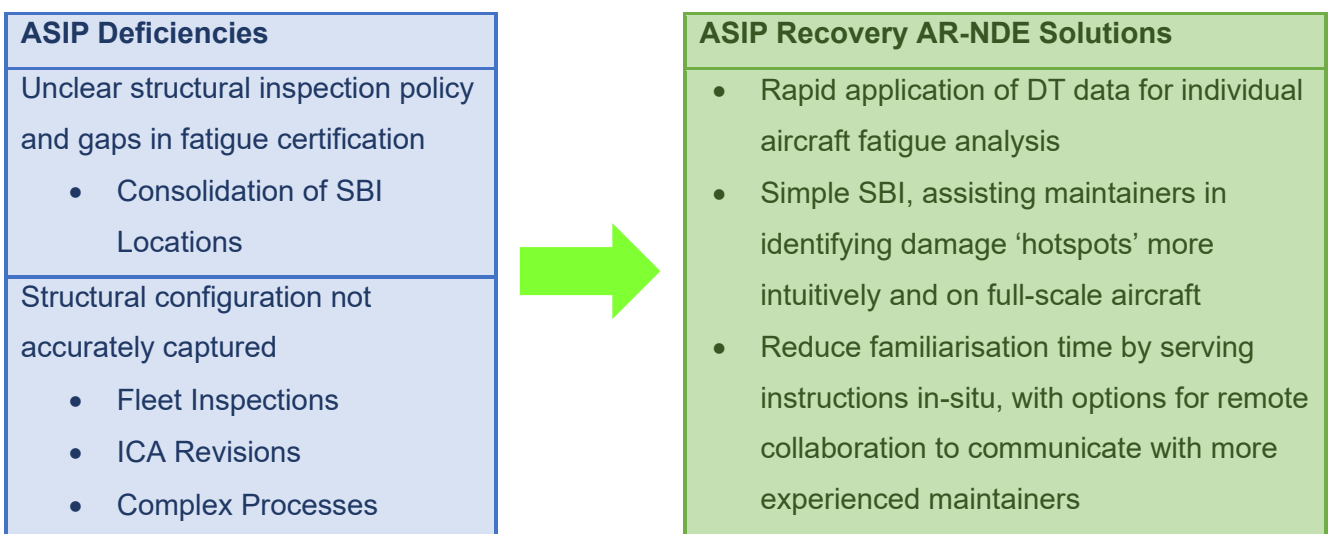 ASIP Deficiencies
Unclear structural inspection policy
and gaps in fatigue certification
• Consolidation of SBI
Locations
Structural configuration not
accurately captured
• Fleet Inspections
• ICA Revisions
• Complex Processes
ASIP Recovery AR-NDE Solutions
• Rapid application of DT data for individual
aircraft fatigue analysis
• Simple SBI, assisting maintainers in
identifying damage ‘hotspots’ more
intuitively and on full-scale aircraft
• Reduce familiarisation time by serving
instructions in-situ, with options for remote
collaboration to communicate with more
experienced maintainers